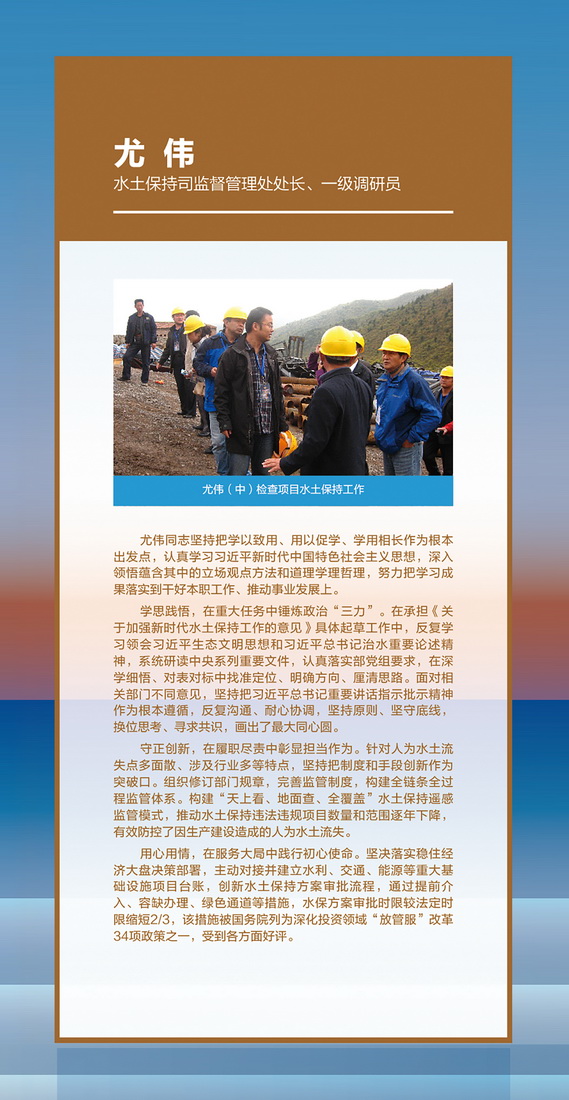 尤 伟
水土保持司监督管理处处长、一级调研员
尤伟（中）检查项目水土保持工作
尤伟同志坚持把学以致用、用以促学、学用相长作为根本
出发点，认真学习习近平新时代中国特色社会主义思想，深入
领悟蕴含其中的立场观点方法和道理学理哲理，努力把学习成
果落实到干好本职工作、推动事业发展上。
学思践悟，在重大任务中锤炼政治“三力”。在承担《关
于加强新时代水土保持工作的意见》具体起草工作中，反复学
习领会习近平生态文明思想和习近平总书记治水重要论述精
神，系统研读中央系列重要文件，认真落实部党组要求，在深
学细悟、对表对标中找准定位、明确方向、厘清思路。面对相
关部门不同意见，坚持把习近平总书记重要讲话指示批示精神
作为根本遵循，反复沟通、耐心协调，坚持原则、坚守底线，
换位思考、寻求共识，画出了最大同心圆。
守正创新，在履职尽责中彰显担当作为。针对人为水土流
失点多面散、涉及行业多等特点，坚持把制度和手段创新作为
突破口。组织修订部门规章，完善监管制度，构建全链条全过
程监管体系。构建“天上看、地面查、全覆盖”水土保持遥感
监管模式，推动水土保持违法违规项目数量和范围逐年下降，
有效防控了因生产建设造成的人为水土流失。
用心用情，在服务大局中践行初心使命。坚决落实稳住经
济大盘决策部署，主动对接并建立水利、交通、能源等重大基
础设施项目台账，创新水土保持方案审批流程，通过提前介
入、容缺办理、绿色通道等措施，水保方案审批时限较法定时
限缩短2/3，该措施被国务院列为深化投资领域“放管服”改革
34项政策之一，受到各方面好评。